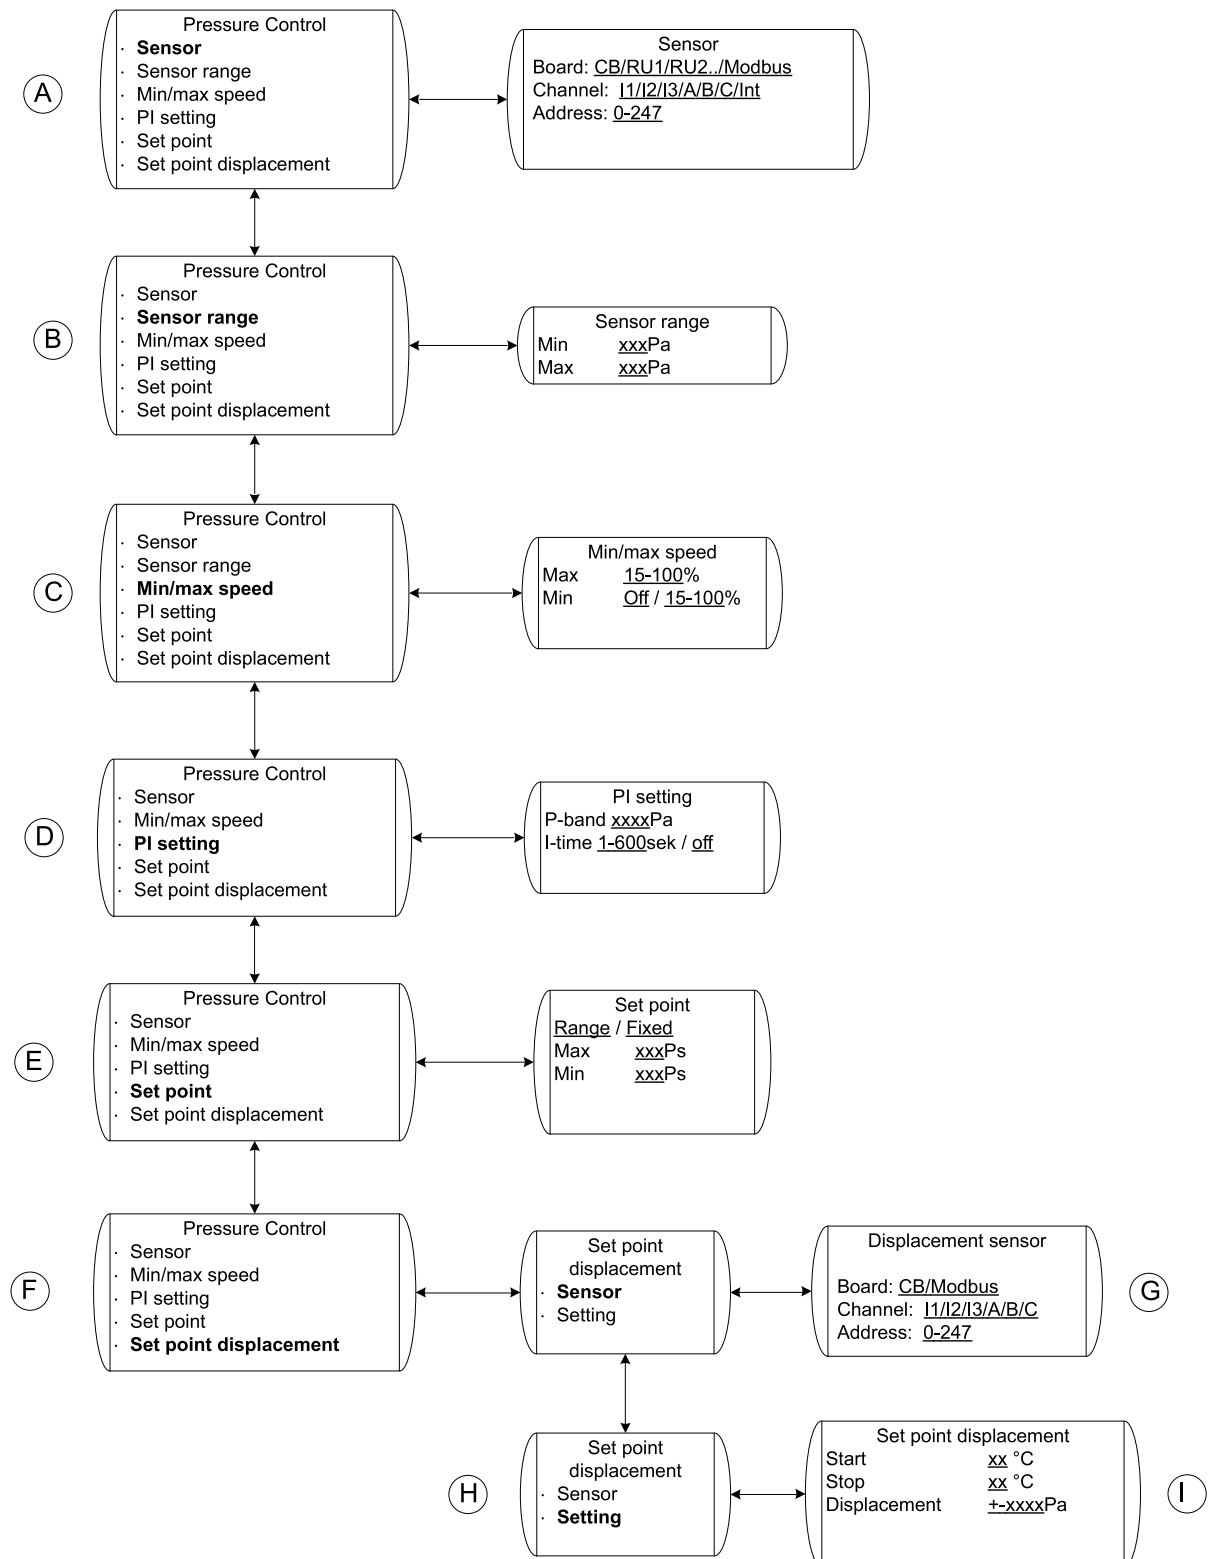 A
Pressure Control
· Sensor
· Sensor range
· Min/max speed
· PI setting
· Set point
· Set point displacement
Sensor
Board: CB/RU1/RU2../Modbus
Channel: I1/I2/I3/A/B/C/Int
Address: 0-247
B
Pressure Control
· Sensor
· Sensor range
· Min/max speed
· PI setting
· Set point
· Set point displacement
Sensor range
Min xxxPa
Max xxxPa
C
Pressure Control
· Sensor
· Sensor range
· Min/max speed
· PI setting
· Set point
· Set point displacement
Min/max speed
Max 15-100%
Min Off / 15-100%
D
Pressure Control
· Sensor
· Min/max speed
· PI setting
· Set point
· Set point displacement
PI setting
P-band xxxxPa
I-time 1-600sek / off
E
Pressure Control
· Sensor
· Min/max speed
· PI setting
· Set point
· Set point displacement
Set point
Range / Fixed
Max xxxPs
Min xxxPs
F
Pressure Control
· Sensor
· Min/max speed
· PI setting
· Set point
· Set point displacement
Set point
displacement
· Sensor
· Setting
Displacement sensor
Board: CB/Modbus
Channel: I1/I2/I3/A/B/C
Address: 0-247
G
H
Set point
displacement
· Sensor
· Setting
Set point displacement
Start xx °C
Stop xx °C
Displacement +-xxxxPa
I